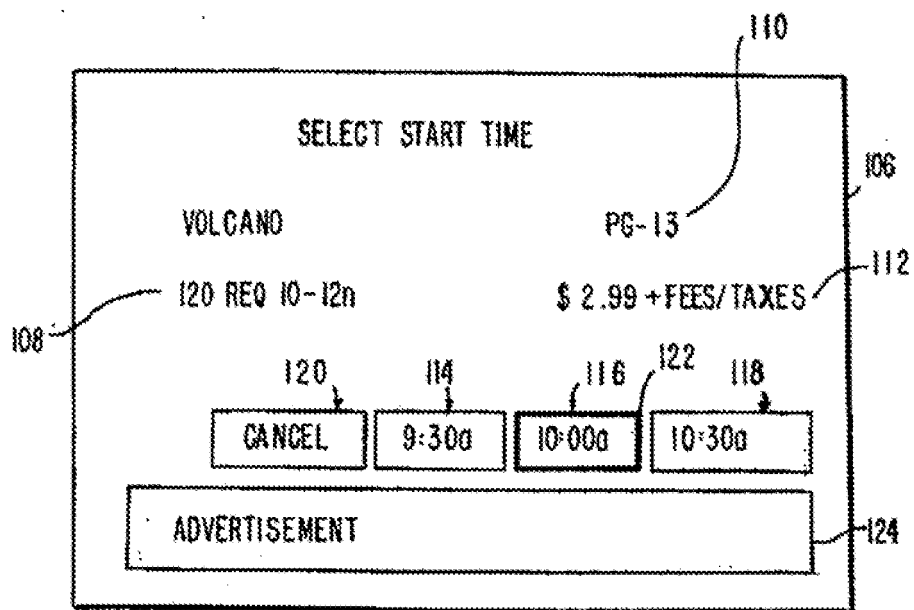 110
SELECT START TIME
106
VOLCANO PG-13
112
120 REQ 10-12n $ 2.99 +FEES/TAXES
108
120 114 116 122 118
CANCEL 9:30a 10:00a 10:30a
ADVERTISEMENT
124